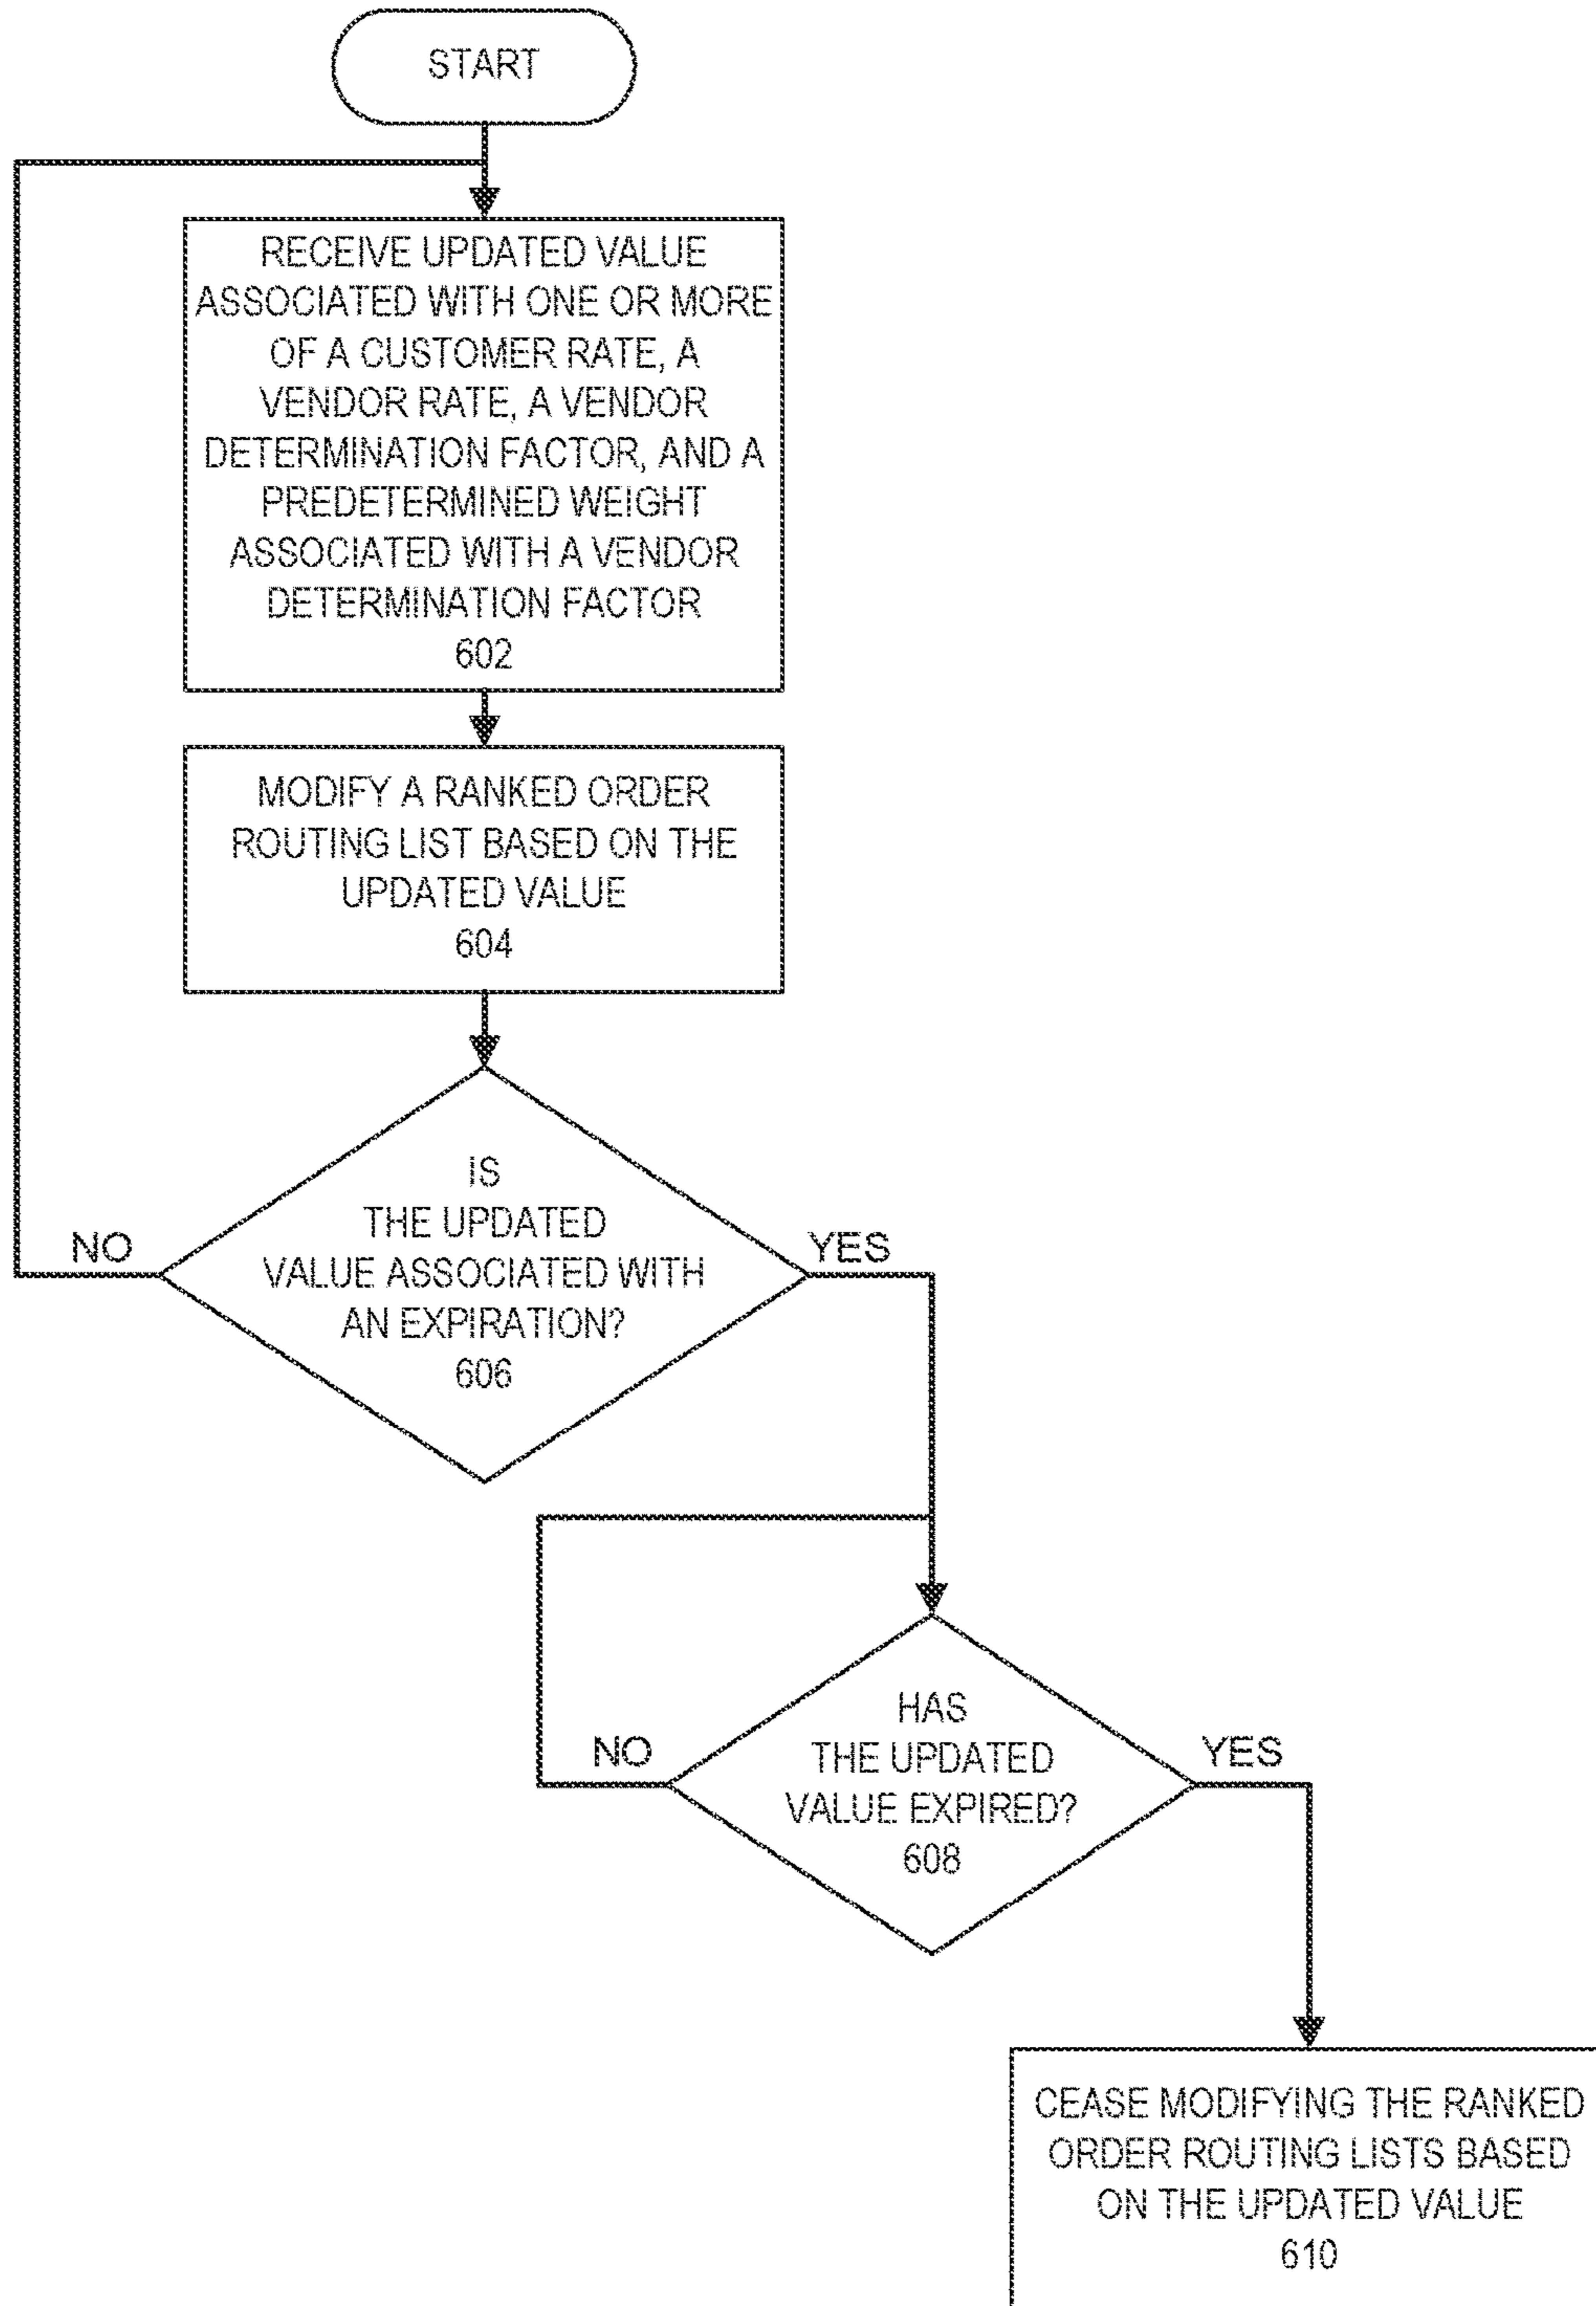 START
RECEIVE UPDATED VALUE
ASSOCIATED WITH ONE OR MORE
OF A CUSTOMER RATE, A
VENDOR RATE, A VENDOR
DETERMINATION FACTOR, AND A
PREDETERMINED WEIGHT
ASSOCIATED WITH A VENDOR
DETERMINATION FACTOR
602
MODIFY A RANKED ORDER
ROUTING LIST BASED ON THE
UPDATED VALUE
604
IS
THE UPDATED
VALUE ASSOCIATED WITH
AN EXPIRATION?
606
NO
YES
HAS
THE UPDATED
VALUE EXPIRED?
608
NO
YES
CEASE MODIFYING THE RANKED
ORDER ROUTING LISTS BASED
ON THE UPDATED VALUE
610